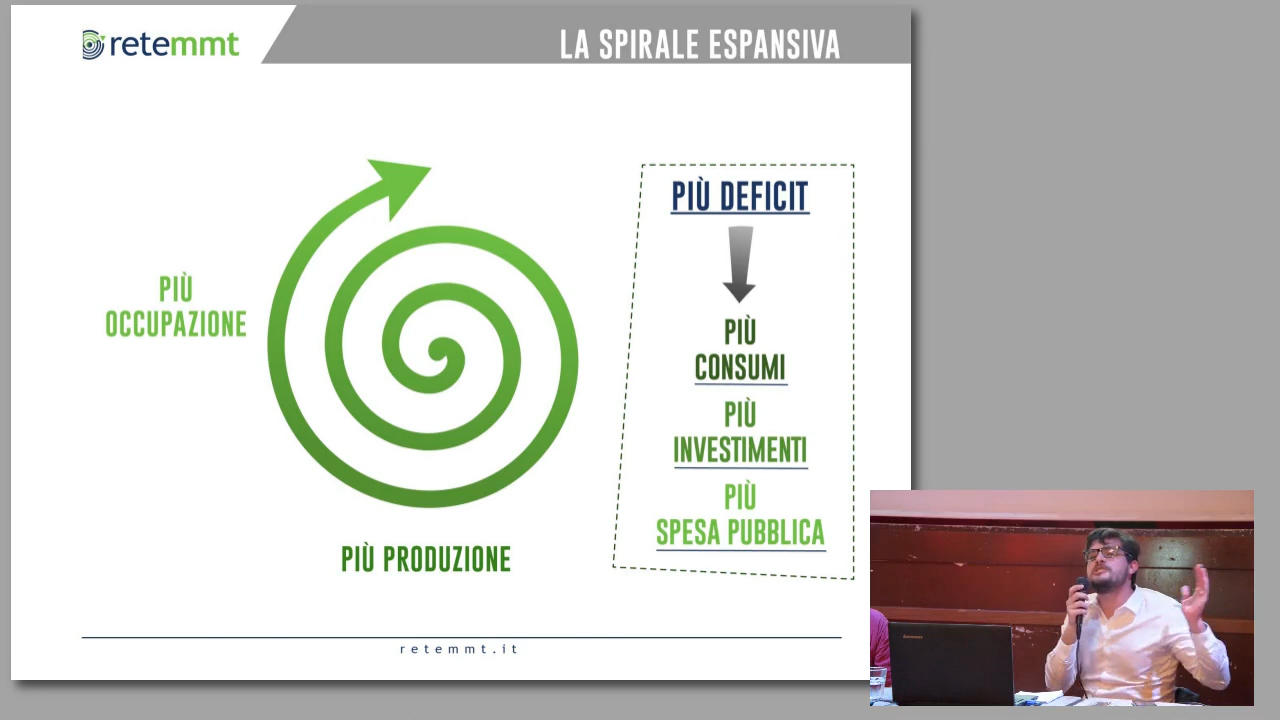 retemmt
LA SPIRALE ESPANSIVA
PIÙ
OCCUPAZIONE
PIÙ PRODUZIONE
PIÙ DEFICIT
PIÙ
CONSUMI
PIÙ
INVESTIMENTI
PIÙ
SPESA PUBBLICA
retemmt.it